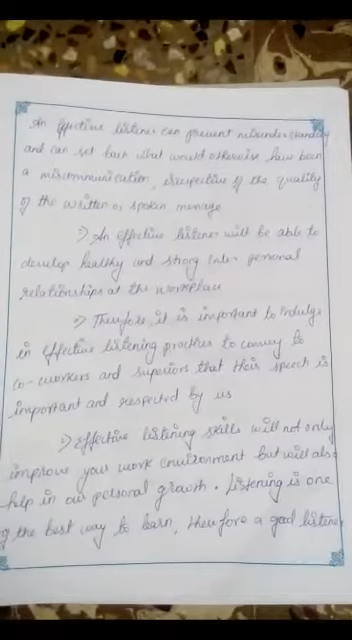 An Effective listener can prevent misunderstanding
and can set back what would otherwise have been
a miscommunication, irrespective of the quality
of the written or spoken message
=> An effective listener will be able to
develop healthy and strong Inter personal
relationships at the workplace
=> Therefore, it is important to Indulge
in Effective listening practices to convey to
co-workers and superiors that their speech is
important and respected by us
=> Effective listening skills will not only
improve your work environment but will also
help in our personal growth. Listening is one
of the best way to learn, therefore a good listener